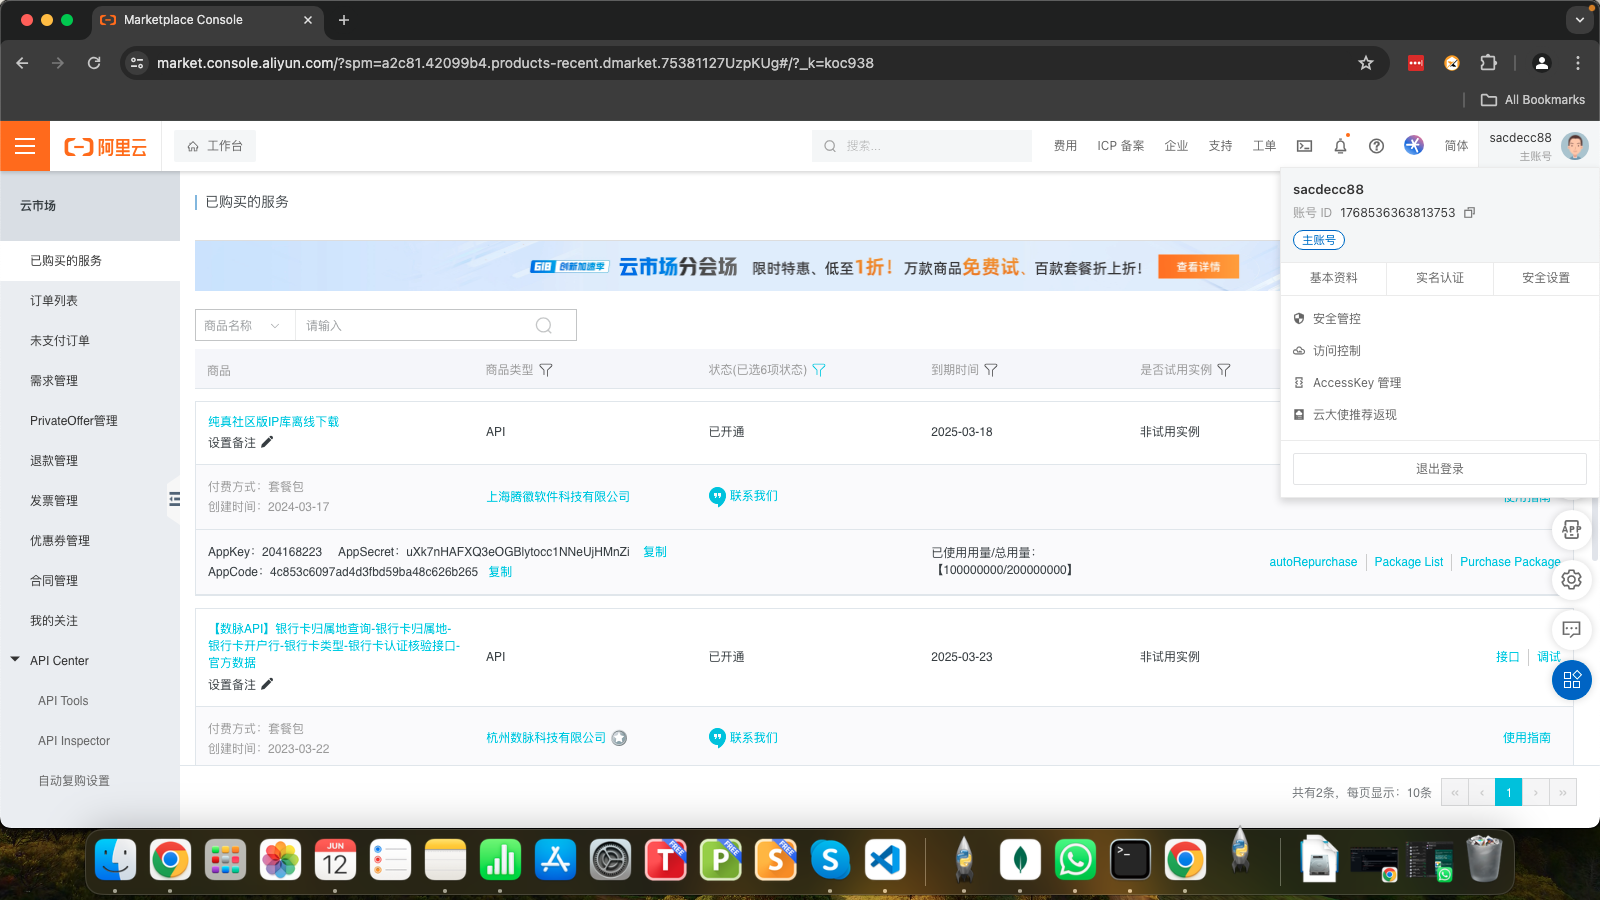 Marketplace Console
market.console.aliyun.com/?spm=a2c81.42099b4.products-recent.dmarket.75381127UzpKUg#/?_k=koc938
All Bookmarks
阿里云
工作台
搜索...
费用
ICP 备案
企业
支持
工单
简体
sacdecc88
主账号
云市场
已购买的服务
订单列表
未支付订单
需求管理
PrivateOffer管理
退款管理
发票管理
优惠券管理
合同管理
我的关注
API Center
API Tools
API Inspector
自动复购设置
已购买的服务
618 创新加速季 云市场分会场 限时特惠、低至1折！万款商品免费试、百款套餐折上折！ 查看详情
商品名称
请输入
商品
商品类型
状态(已选6项状态)
到期时间
是否试用实例
纯真社区版IP库离线下载
设置备注
API
已开通
2025-03-18
非试用实例
付费方式：套餐包
创建时间：2024-03-17
上海腾徽软件科技有限公司
联系我们
使用指南
AppKey：204168223 AppSecret：uXk7nHAFXQ3eOGBlytocc1NNeUjHMnZi 复制
AppCode：4c853c6097ad4d3fbd59ba48c626b265 复制
已使用用量/总用量：
【100000000/200000000】
autoRepurchase
Package List
Purchase Package
【数脉API】银行卡归属地查询-银行卡归属地-
银行卡开户行-银行卡类型-银行卡认证核验接口-
官方数据
设置备注
API
已开通
2025-03-23
非试用实例
接口
调试
付费方式：套餐包
创建时间：2023-03-22
杭州数脉科技有限公司
联系我们
使用指南
共有2条，每页显示：10条
« ‹ 1 › »
sacdecc88
账号 ID 1768536363813753
主账号
基本资料
实名认证
安全设置
安全管控
访问控制
AccessKey 管理
云大使推荐返现
退出登录
APP
JUN
12
T FREE
P FREE
S FREE
S
>_